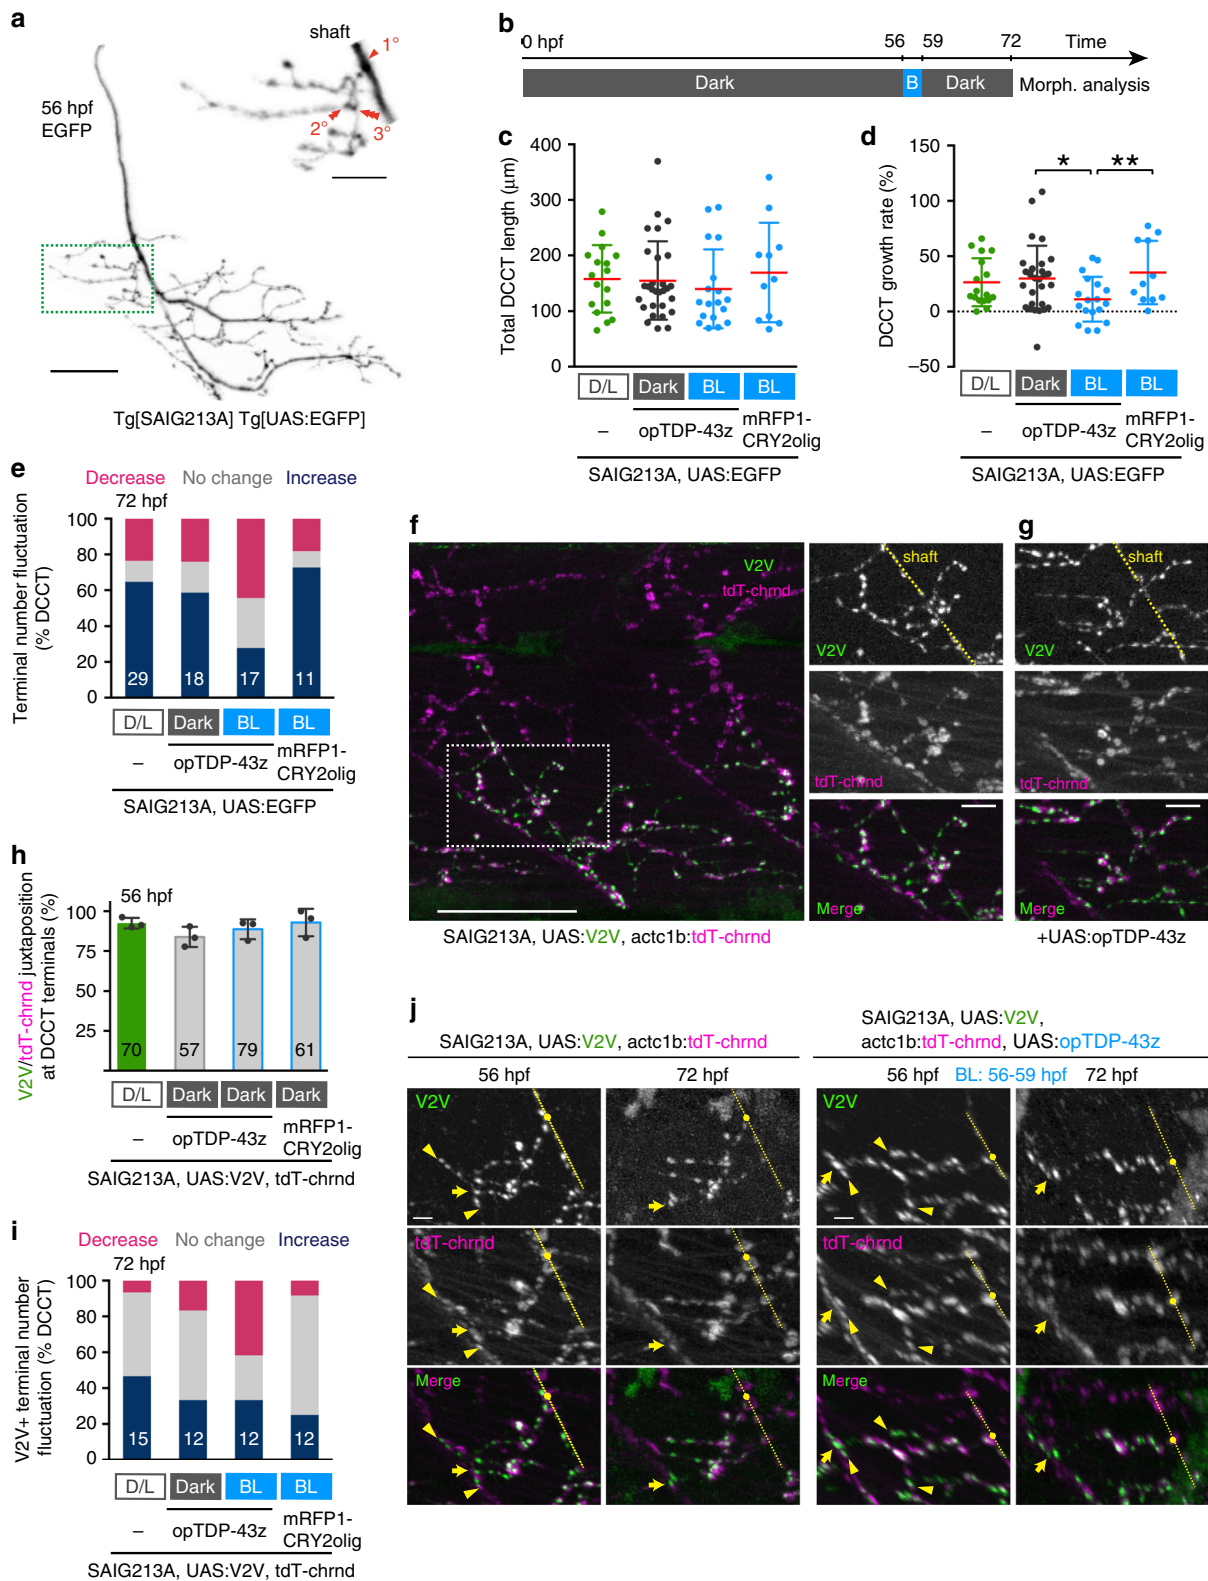 a
56 hpf
EGFP
shaft
1°
2°
3°
Tg[SAIG213A] Tg[UAS:EGFP]
b
0 hpf
56
59
72
Time
Dark
B
Dark
Morph. analysis
c
Total DCCT length (μm)
400
300
200
100
0
D/L
Dark
BL
BL
–
opTDP-43z
mRFP1-
CRY2olig
SAIG213A, UAS:EGFP
d
DCCT growth rate (%)
150
100
50
0
–50
*
**
D/L
Dark
BL
BL
–
opTDP-43z
mRFP1-
CRY2olig
SAIG213A, UAS:EGFP
e
Decrease No change Increase
72 hpf
Terminal number fluctuation
(% DCCT)
100
80
60
40
20
0
29
18
17
11
D/L
Dark
BL
BL
–
opTDP-43z
mRFP1-
CRY2olig
SAIG213A, UAS:EGFP
f
V2V
tdT-chrnd
shaft
V2V
tdT-chrnd
Merge
SAIG213A, UAS:V2V, actc1b:tdT-chrnd
g
shaft
V2V
tdT-chrnd
Merge
+UAS:opTDP-43z
h
56 hpf
V2V/tdT-chrnd juxtaposition
at DCCT terminals (%)
100
75
50
25
70
57
79
61
D/L
Dark
Dark
Dark
–
opTDP-43z
mRFP1-
CRY2olig
SAIG213A, UAS:V2V, tdT-chrnd
i
Decrease No change Increase
72 hpf
V2V+ terminal number
fluctuation (% DCCT)
100
80
60
40
20
0
15
12
12
12
D/L
Dark
BL
BL
–
opTDP-43z
mRFP1-
CRY2olig
SAIG213A, UAS:V2V, tdT-chrnd
j
SAIG213A, UAS:V2V, actc1b:tdT-chrnd
56 hpf
72 hpf
V2V
tdT-chrnd
Merge
SAIG213A, UAS:V2V,
actc1b:tdT-chrnd, UAS:opTDP-43z
56 hpf BL: 56-59 hpf 72 hpf
V2V
tdT-chrnd
Merge